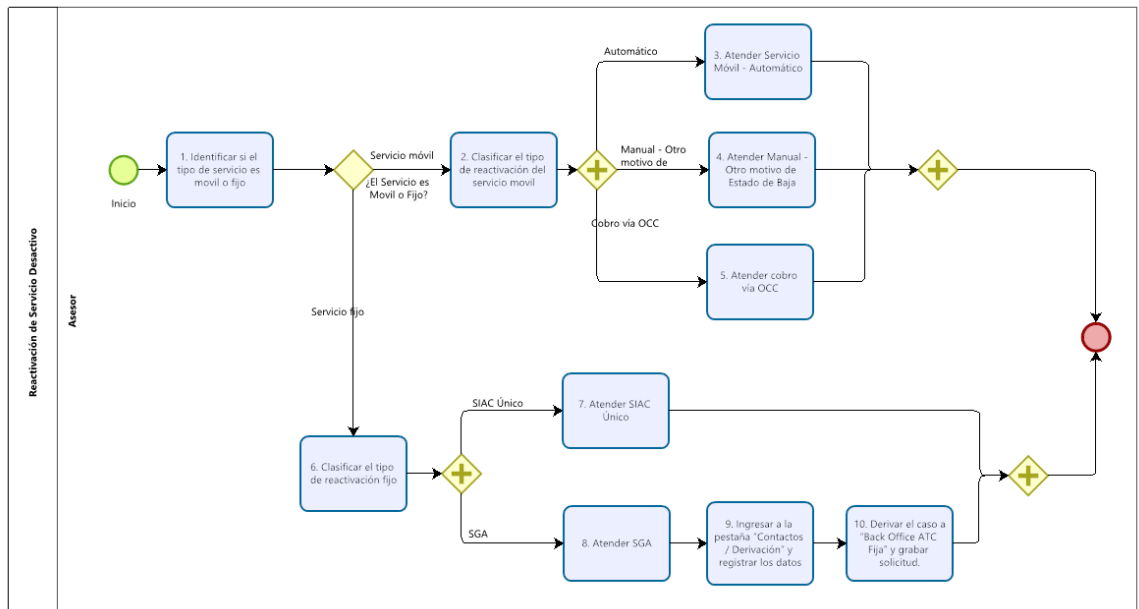 Reactivación de Servicio Desactivo
Asesor
Inicio
1. Identificar si el
tipo de servicio es
movil o fijo
Servicio móvil
¿El Servicio es
Movil o Fijo?
2. Clasificar el tipo
de reactivación del
servicio movil
Automático
3. Atender Servicio
Móvil - Automático
Manual - Otro
motivo de
4. Atender Manual -
Otro motivo de
Estado de Baja
Cobro vía OCC
5. Atender cobro
vía OCC
Servicio fijo
6. Clasificar el tipo
de reactivación fijo
SIAC Único
7. Atender SIAC
Único
SGA
8. Atender SGA
9. Ingresar a la
pestaña "Contactos
/ Derivación" y
registrar los datos
10. Derivar el caso a
"Back Office ATC
Fija" y grabar
solicitud.